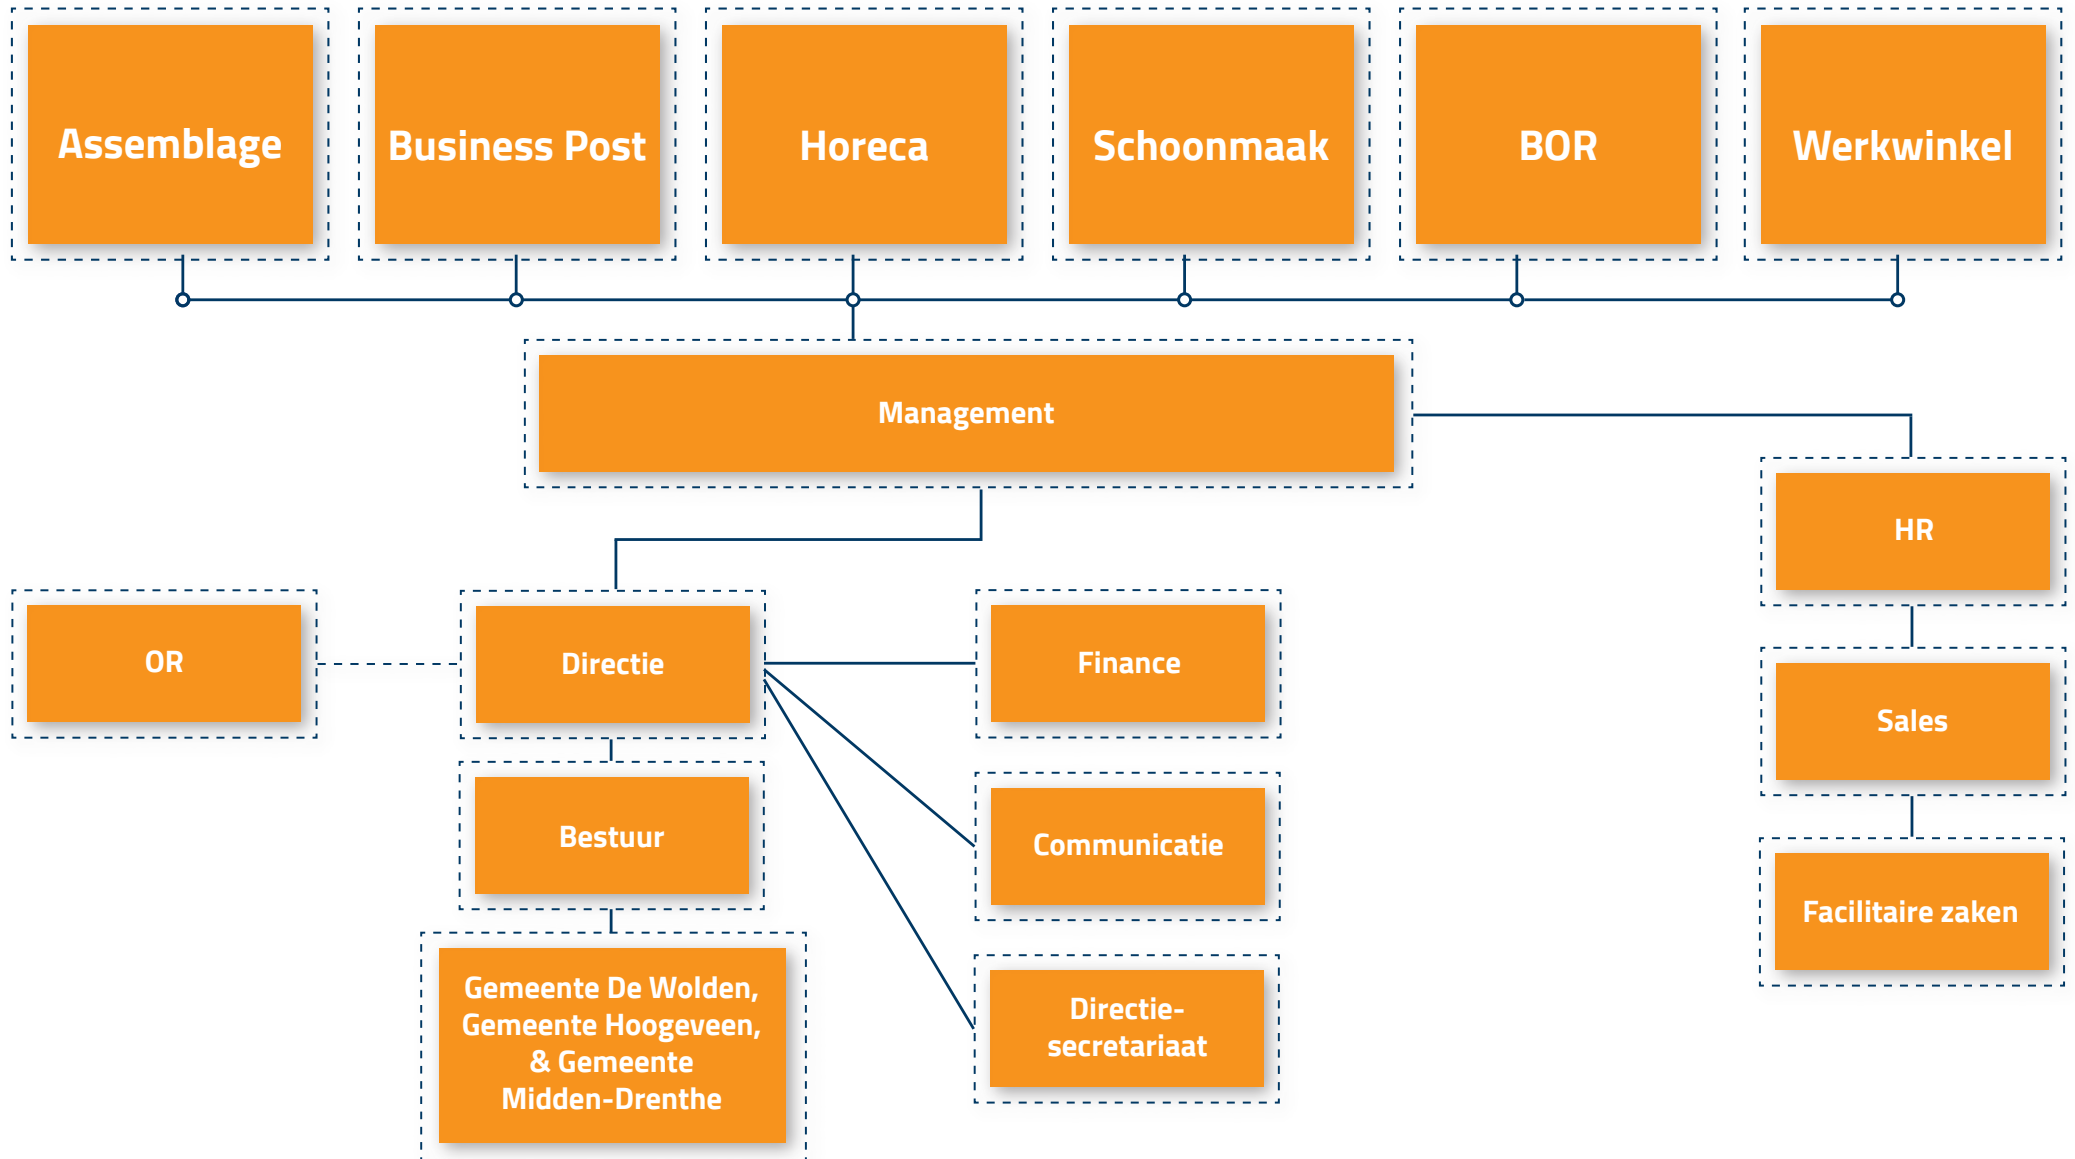 Assemblage
Business Post
Horeca
Schoonmaak
BOR
Werkwinkel
Management
HR
OR
Directie
Finance
Sales
Bestuur
Communicatie
Facilitaire zaken
Gemeente De Wolden,
Gemeente Hoogeveen,
& Gemeente
Midden-Drenthe
Directie-
secretariaat